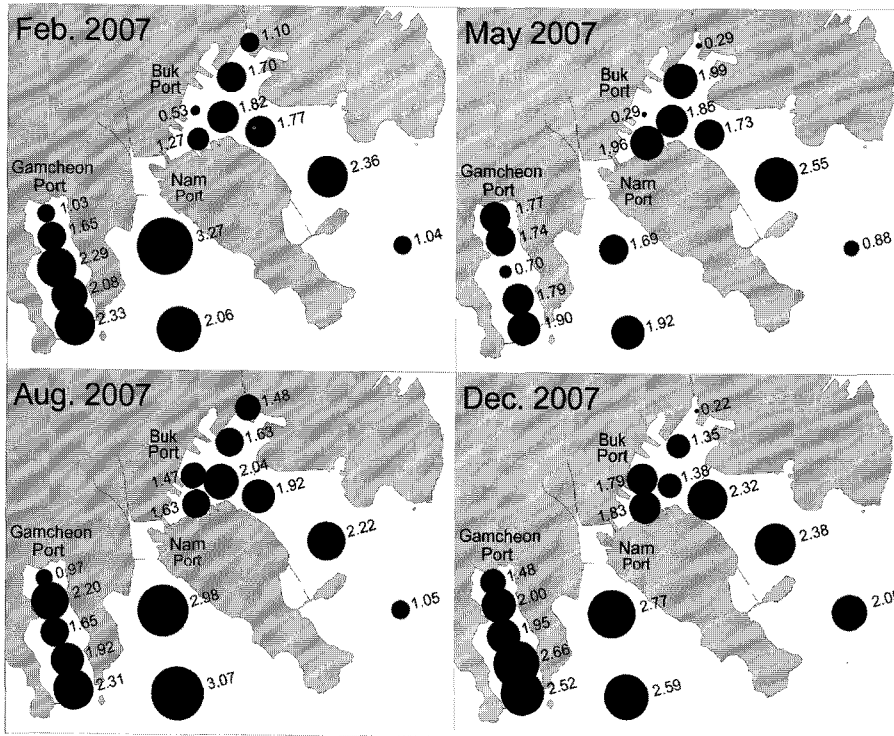 Feb. 2007
1.10
Buk
Port
1.70
0.53
1.82
1.27
1.77
Gamcheon
Port
Nam
Port
2.36
1.03
1.65
3.27
1.04
2.29
2.08
2.33
2.06
May 2007
0.29
Buk
Port
1.99
0.29
1.85
1.96
1.73
Gamcheon
Port
Nam
Port
2.55
1.77
1.74
1.69
0.88
0.70
1.79
1.90
1.92
Aug. 2007
1.48
Buk
Port
1.63
1.47
2.04
1.63
1.92
Gamcheon
Port
Nam
Port
2.22
0.97
2.20
2.98
1.05
1.65
1.92
2.31
3.07
Dec. 2007
0.22
Buk
Port
1.35
1.79
1.38
1.83
2.32
Gamcheon
Port
Nam
Port
2.38
1.48
2.00
2.77
1.95
2.66
2.52
2.59